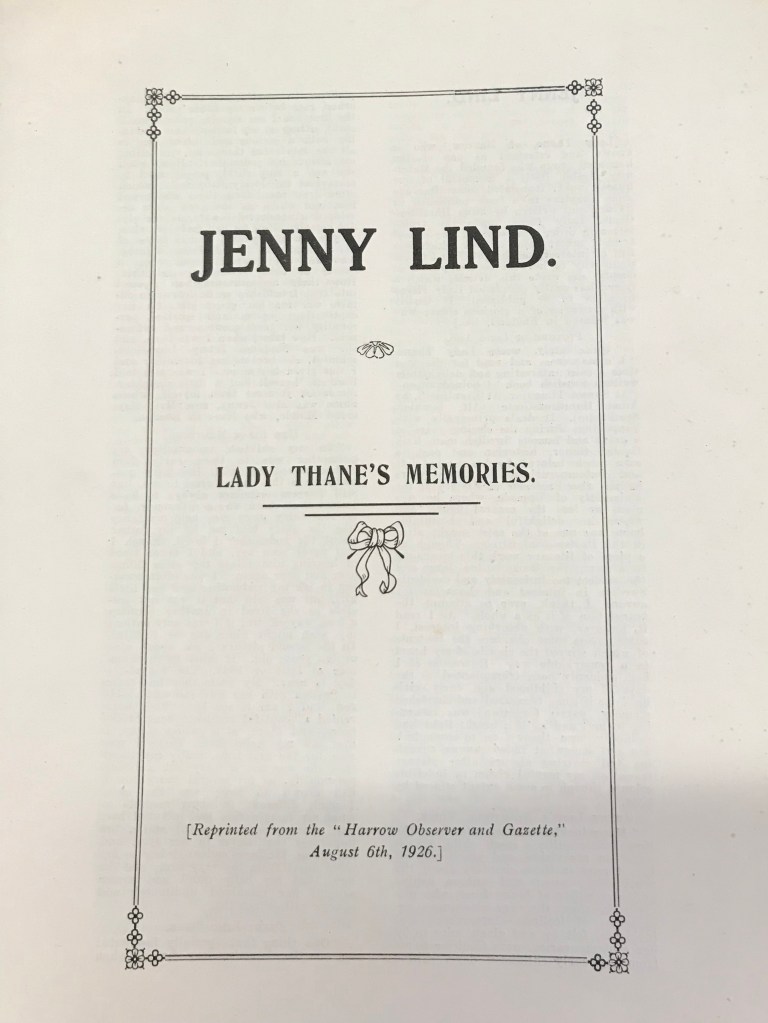 JENNY LIND.
LADY THANE'S MEMORIES.
[Reprinted from the "Harrow Observer and Gazette,"
August 6th, 1926.]